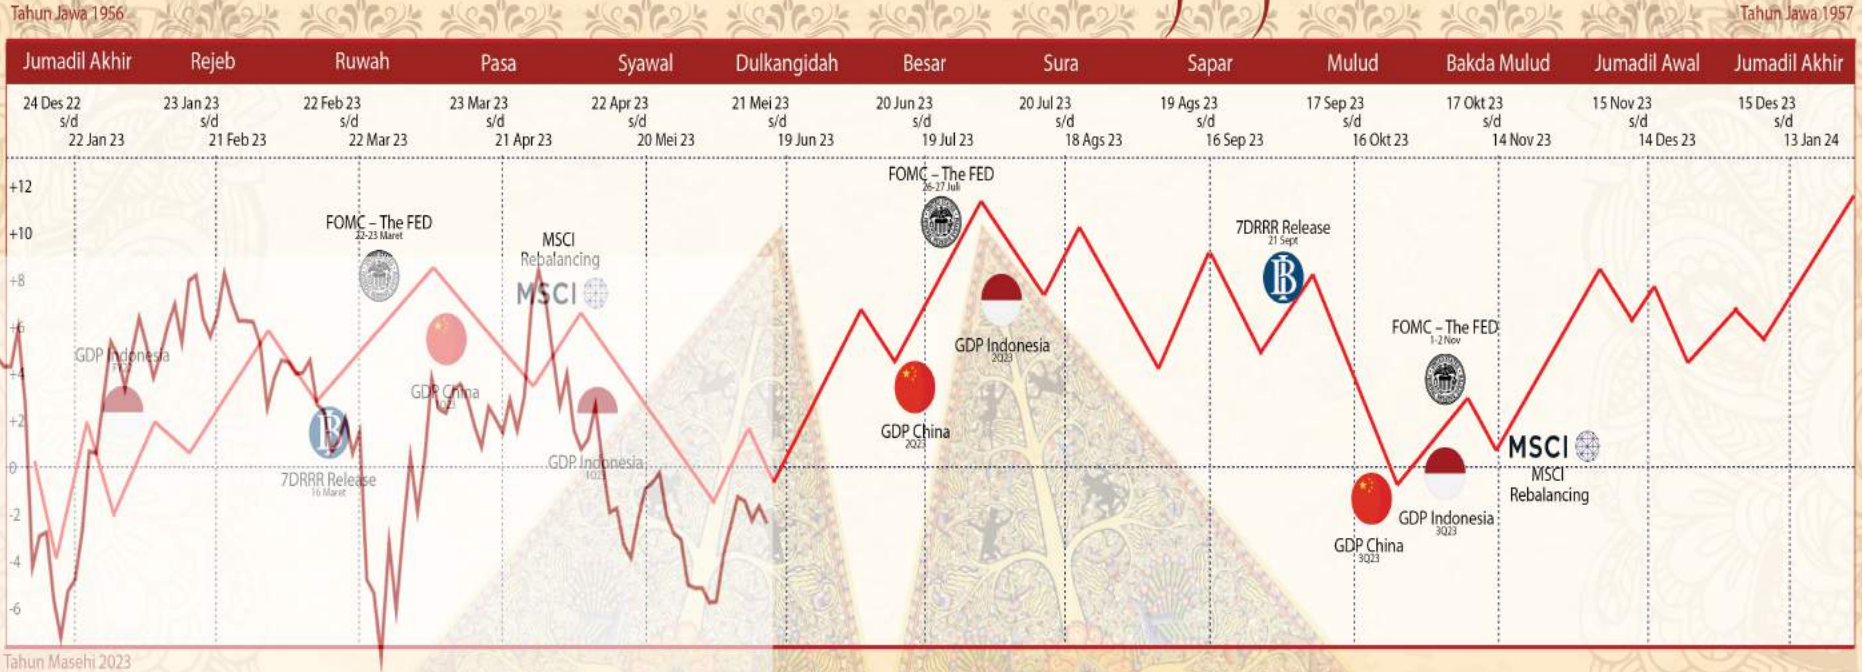 Tahun Jawa 1956
Tahun Jawa 1957
Jumadil Akhir
Rejeb
Ruwah
Pasa
Syawal
Dulkangidah
Besar
Sura
Sapar
Mulud
Bakda Mulud
Jumadil Awal
Jumadil Akhir
24 Des 22
s/d
22 Jan 23
23 Jan 23
s/d
21 Feb 23
22 Feb 23
s/d
22 Mar 23
23 Mar 23
s/d
21 Apr 23
22 Apr 23
s/d
20 Mei 23
21 Mei 23
s/d
19 Jun 23
20 Jun 23
s/d
19 Jul 23
20 Jul 23
s/d
18 Ags 23
19 Ags 23
s/d
16 Sep 23
17 Sep 23
s/d
16 Okt 23
17 Okt 23
s/d
14 Nov 23
15 Nov 23
s/d
14 Des 23
15 Des 23
s/d
13 Jan 24
+12
+10
+8
+6
+4
+2
0
-2
-4
-6
GDP Indonesia
7DRRR Release
16 Maret
FOMC – The FED
22-23 Maret
GDP China
1Q23
MSCI
Rebalancing
MSCI
GDP Indonesia
1Q23
FOMC – The FED
26-27 Juli
GDP China
2Q23
GDP Indonesia
2Q23
7DRRR Release
21 Sept
GDP China
3Q23
FOMC – The FED
1-2 Nov
GDP Indonesia
3Q23
MSCI
MSCI
Rebalancing
Tahun Masehi 2023